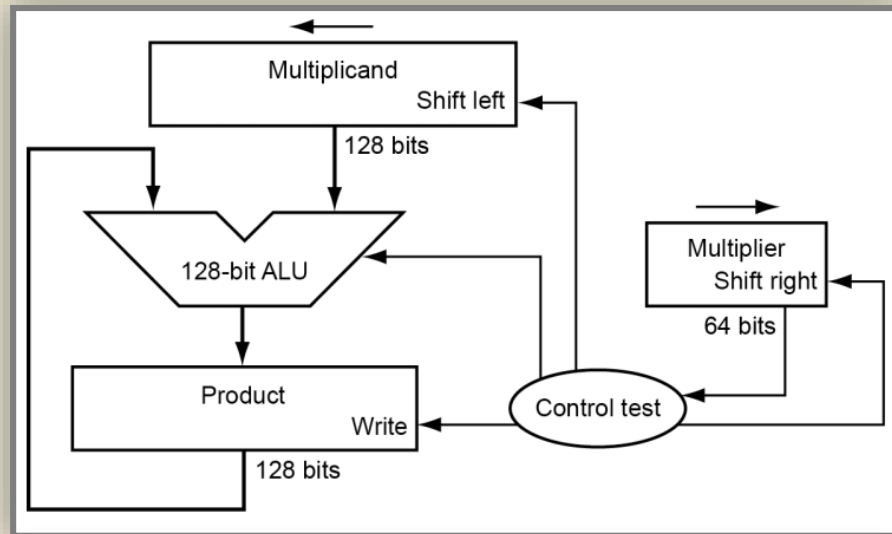 Multiplicand
Shift left
128 bits
128-bit ALU
Multiplier
Shift right
64 bits
Product
Write
Control test
128 bits